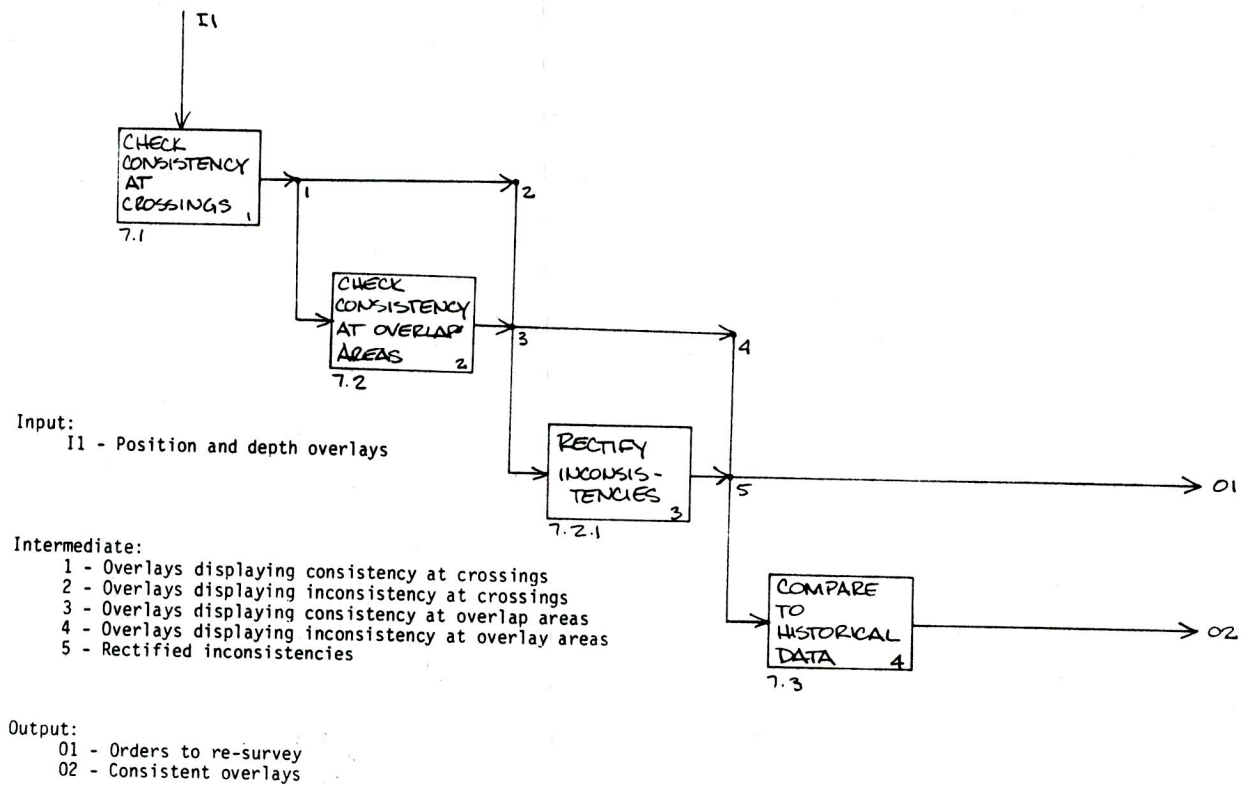 I1
CHECK
CONSISTENCY
AT
CROSSINGS 1
7.1
1
2
CHECK
CONSISTENCY
AT OVERLAP
AREAS 2
7.2
3
4
Input:
I1 - Position and depth overlays
RECTIFY
INCONSIS-
TENCIES 3
7.2.1
5
O1
Intermediate:
1 - Overlays displaying consistency at crossings
2 - Overlays displaying inconsistency at crossings
3 - Overlays displaying consistency at overlap areas
4 - Overlays displaying inconsistency at overlay areas
5 - Rectified inconsistencies
COMPARE
TO
HISTORICAL
DATA 4
7.3
O2
Output:
O1 - Orders to re-survey
O2 - Consistent overlays